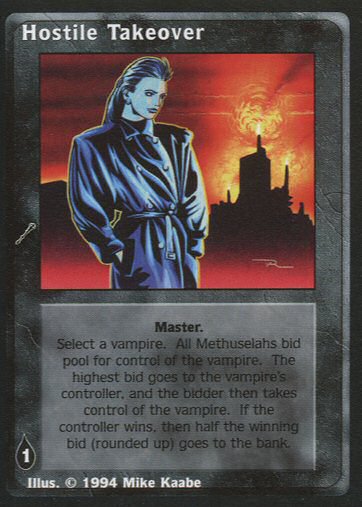 Hostile Takeover
Master.
Select a vampire. All Methuselahs bid
pool for control of the vampire. The
highest bid goes to the vampire's
controller, and the bidder then takes
control of the vampire. If the
controller wins, then half the winning
bid (rounded up) goes to the bank.
1
Illus. © 1994 Mike Kaabe